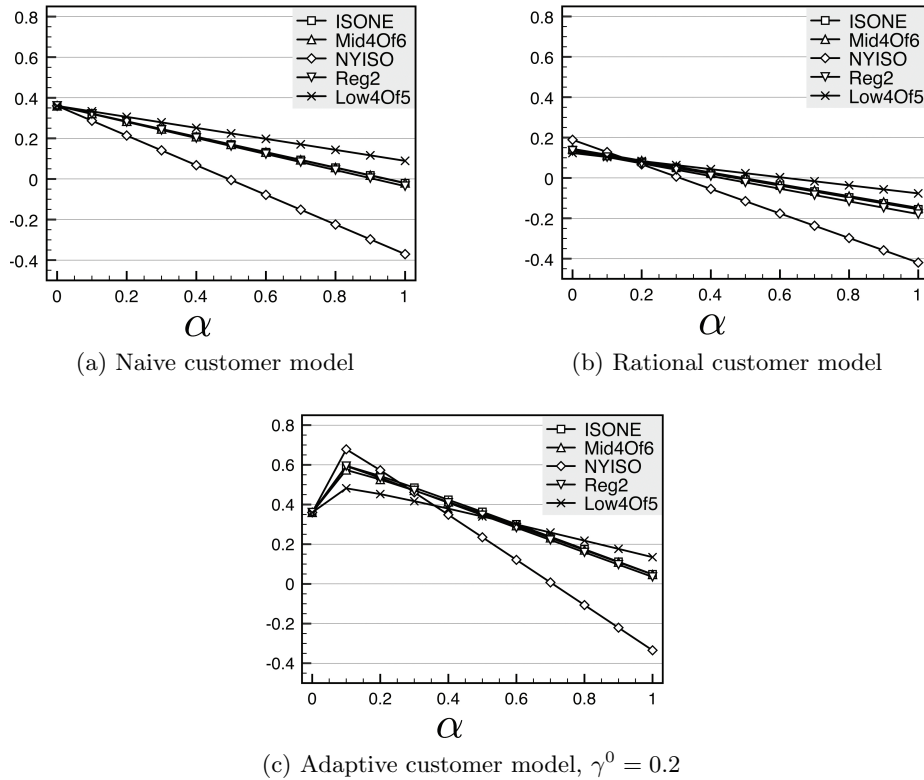 0.8
0.6
0.4
0.2
0
-0.2
-0.4
0 0.2 0.4 0.6 0.8 1
α
ISONE
Mid4Of6
NYISO
Reg2
Low4Of5
(a) Naive customer model
0.8
0.6
0.4
0.2
0
-0.2
-0.4
0 0.2 0.4 0.6 0.8 1
α
ISONE
Mid4Of6
NYISO
Reg2
Low4Of5
(b) Rational customer model
0.8
0.6
0.4
0.2
0
-0.2
-0.4
0 0.2 0.4 0.6 0.8 1
α
ISONE
Mid4Of6
NYISO
Reg2
Low4Of5
(c) Adaptive customer model, γ⁰ = 0.2